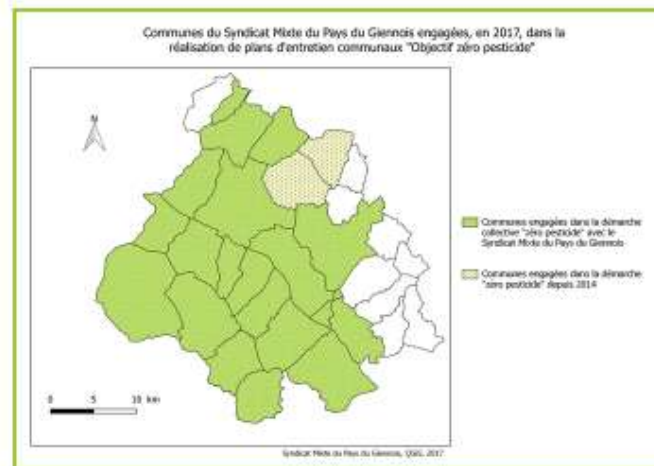 Communes du Syndicat Mixte du Pays du Giennois engagées, en 2017, dans la
réalisation de plans d'entretien communaux "Objectif zéro pesticide"
N
Communes engagées dans la démarche
collective "zéro pesticide" avec le
Syndicat Mixte du Pays du Giennois
Communes engagées dans la démarche
"zéro pesticide" depuis 2014
0 5 10 km
Syndicat Mixte du Pays du Giennois, QGIS, 2017